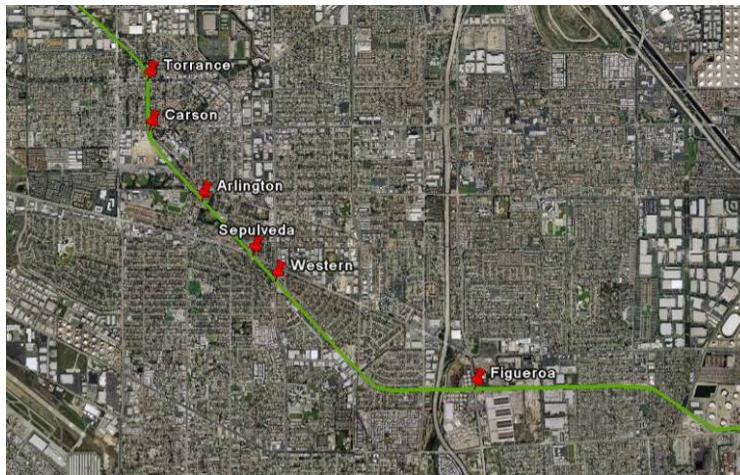 Torrance
Carson
Arlington
Sepulveda
Western
Figueroa